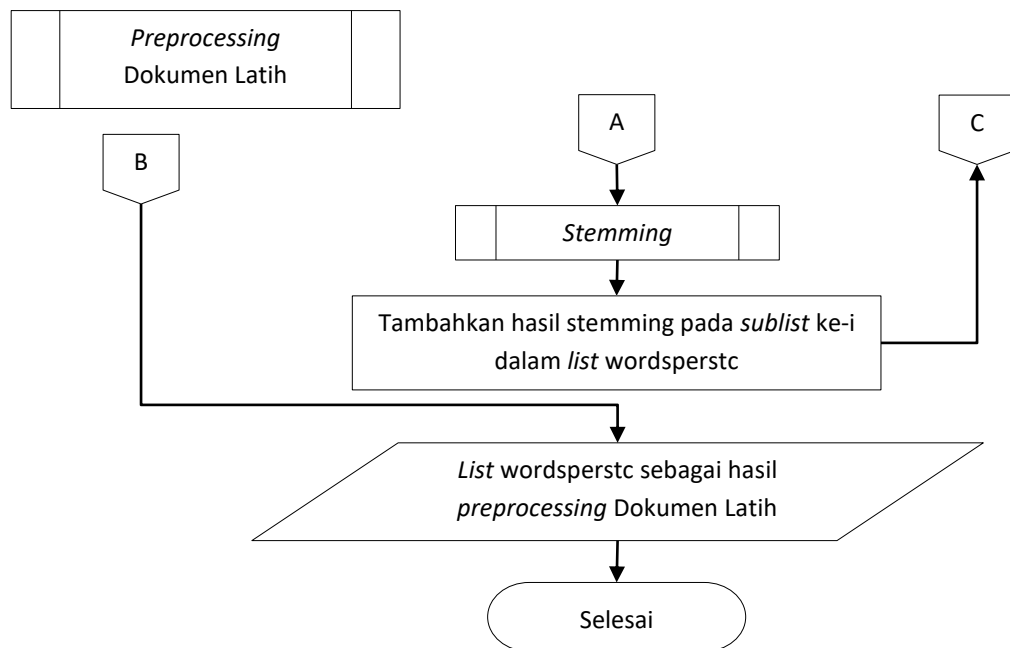 Preprocessing
Dokumen Latih
A
C
B
Stemming
Tambahkan hasil stemming pada sublist ke-i
dalam list wordsperstc
List wordsperstc sebagai hasil
preprocessing Dokumen Latih
Selesai